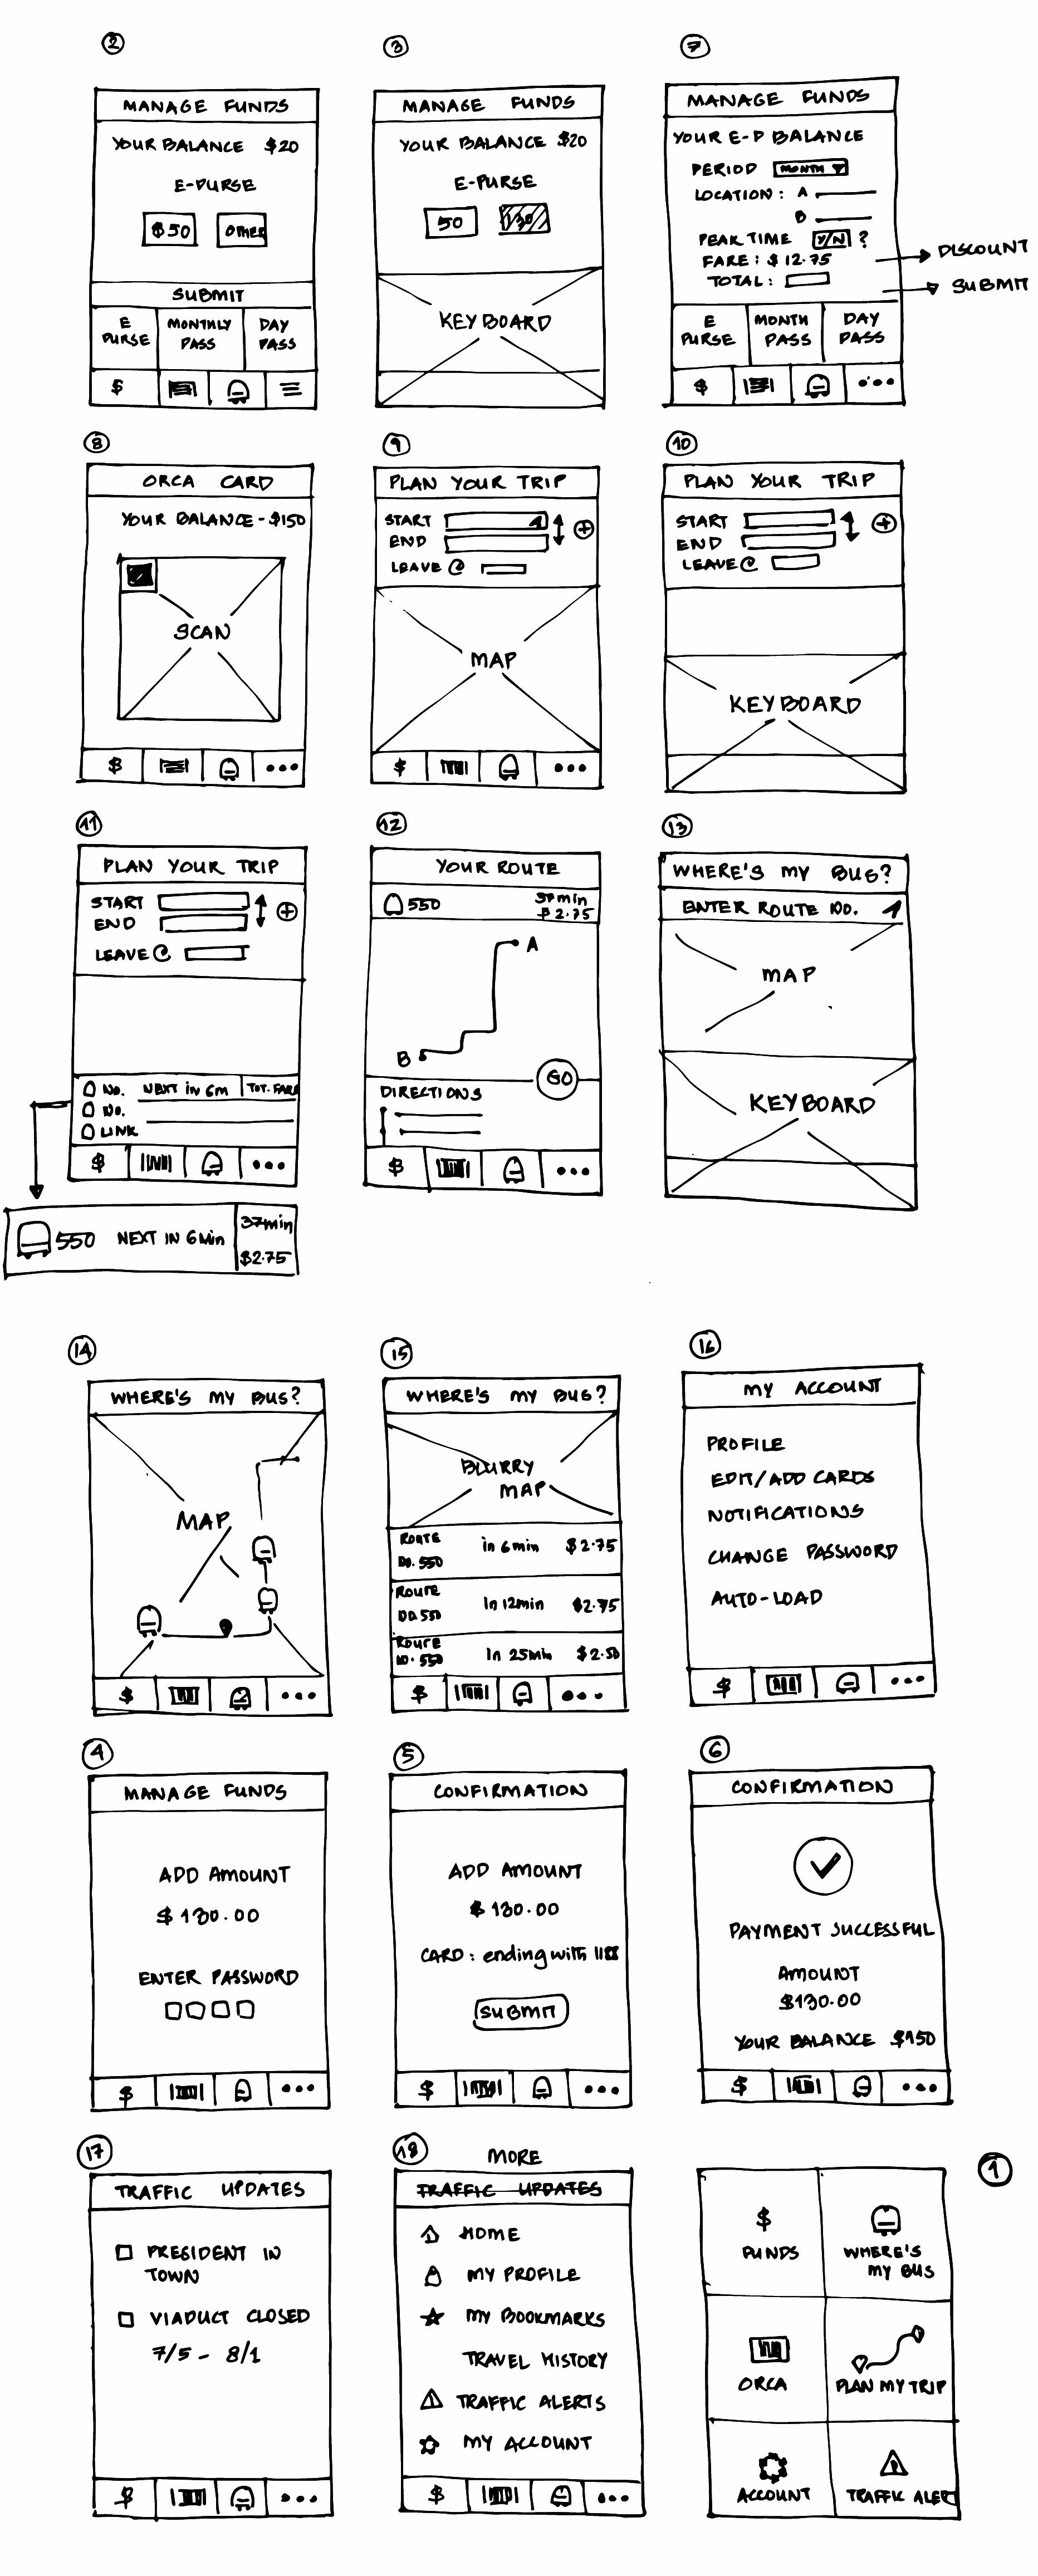 2
MANAGE FUNDS
YOUR BALANCE $20
E-PURSE
$50 OTHER
SUBMIT
E PURSE
MONTHLY PASS
DAY PASS
$
3
MANAGE FUNDS
YOUR BALANCE $20
E-PURSE
50 130
KEYBOARD
7
MANAGE FUNDS
YOUR E-P BALANCE
PERIOD MONTH
LOCATION: A
B
PEAK TIME Y/N ?
FARE: $12.75
TOTAL:
DISCOUNT
SUBMIT
E PURSE
MONTH PASS
DAY PASS
$
8
ORCA CARD
YOUR BALANCE - $150
SCAN
$
9
PLAN YOUR TRIP
START
END
LEAVE @
MAP
$
10
PLAN YOUR TRIP
START
END
LEAVE @
KEYBOARD
11
PLAN YOUR TRIP
START
END
LEAVE @
NO. NEXT in 6m TOT. FARE
NO.
LINK
$
550 NEXT IN 6 Min
37min
$2.75
12
YOUR ROUTE
550
37 min
$2.75
A
B
GO
DIRECTIONS
$
13
WHERE'S MY BUS?
ENTER ROUTE NO.
MAP
KEYBOARD
14
WHERE'S MY BUS?
MAP
$
15
WHERE'S MY BUS?
BLURRY
MAP
ROUTE
NO. 550
in 6min $2.75
ROUTE
NO 550
In 12min $2.75
ROUTE
NO. 550
In 25min $2.50
$
16
MY ACCOUNT
PROFILE
EDIT/ADD CARDS
NOTIFICATIONS
CHANGE PASSWORD
AUTO-LOAD
$
4
MANAGE FUNDS
ADD AMOUNT
$130.00
ENTER PASSWORD
$
5
CONFIRMATION
ADD AMOUNT
$130.00
CARD: ending with 1188
SUBMIT
$
6
CONFIRMATION
PAYMENT SUCCESSFUL
AMOUNT
$130.00
YOUR BALANCE $150
$
17
TRAFFIC UPDATES
PRESIDENT IN
TOWN
VIADUCT CLOSED
7/5 - 8/1
$
18
MORE
TRAFFIC UPDATES
HOME
MY PROFILE
MY BOOKMARKS
TRAVEL HISTORY
TRAFFIC ALERTS
MY ACCOUNT
$
1
$
FUNDS
WHERE'S
MY BUS
ORCA
PLAN MY TRIP
ACCOUNT
TRAFFIC ALERT